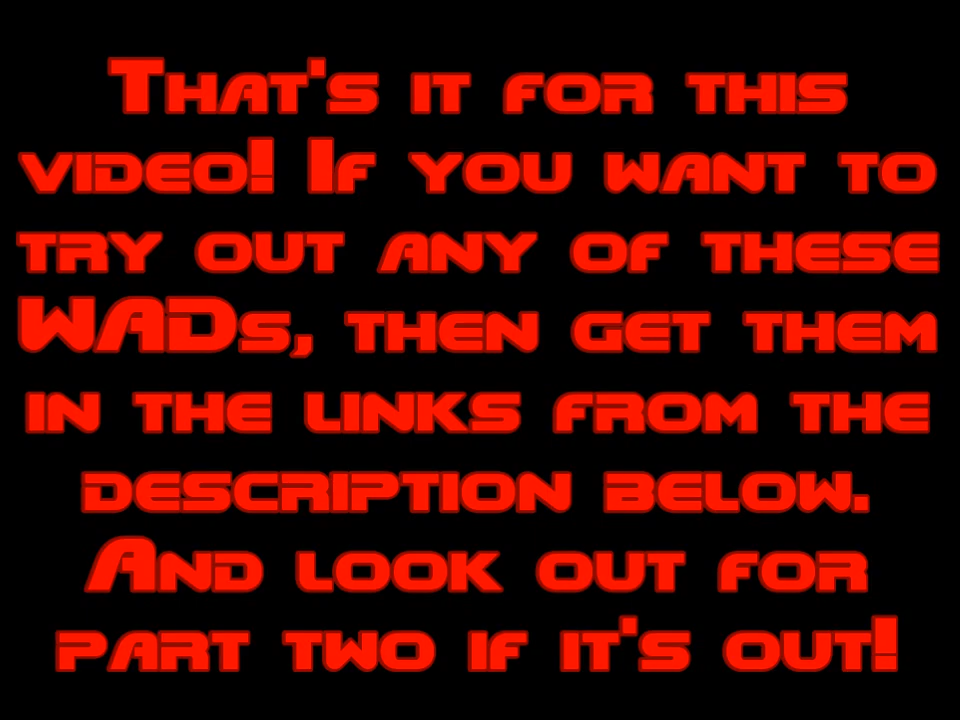 That's it for this
video! If you want to
try out any of these
WADs, then get them
in the links from the
description below.
And look out for
part two if it's out!